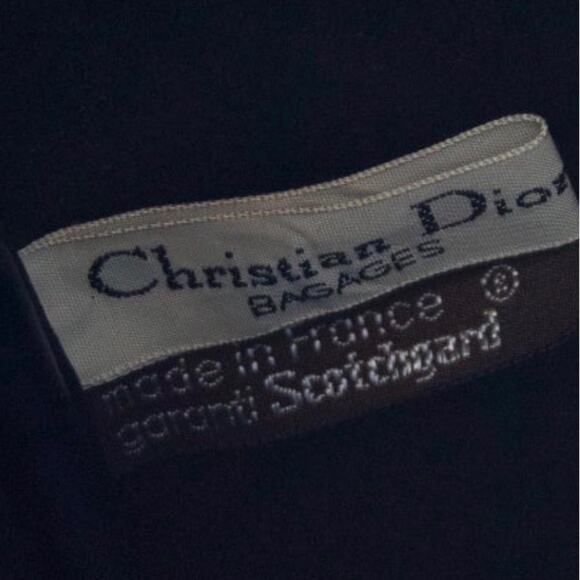 Christian Dior
BAGAGES
made in France
garanti Scotchgard®